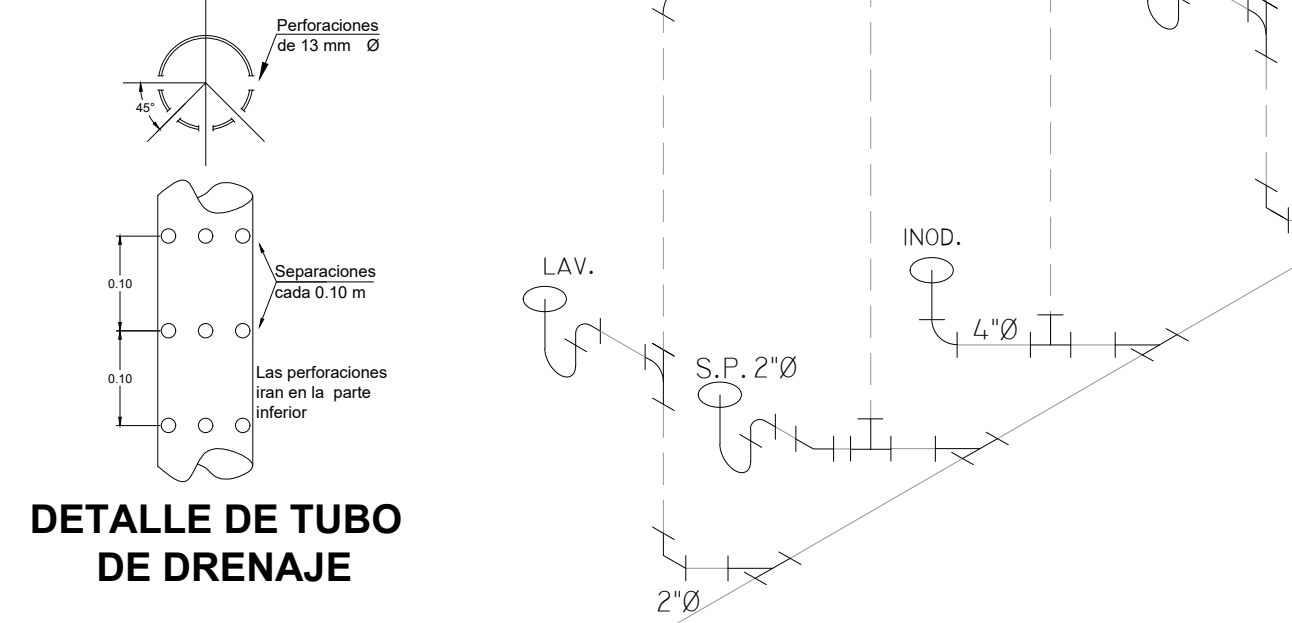 Perforaciones
de 13 mm Ø
45°
0.10
Separaciones
cada 0.10 m
0.10
Las perforaciones
iran en la parte
inferior
DETALLE DE TUBO
DE DRENAJE
LAV.
S.P. 2"Ø
INOD.
4"Ø
2"Ø